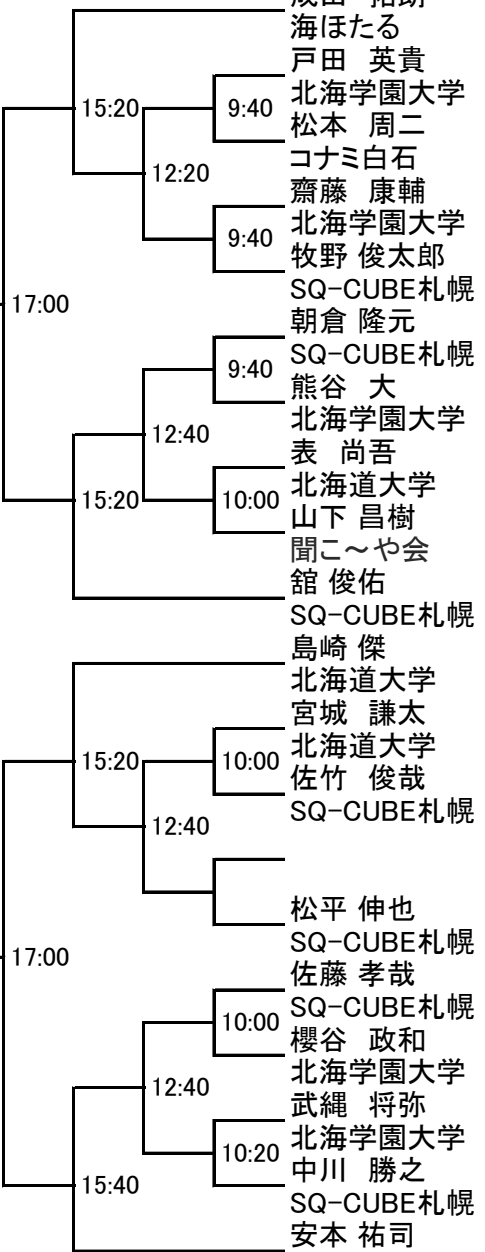 海ほたる
戸田　英貴
15:20
9:40
北海学園大学
松本　周二
コナミ白石
12:20
齋藤　康輔
9:40
北海学園大学
牧野 俊太郎
SQ-CUBE札幌
17:00
朝倉 隆元
9:40
SQ-CUBE札幌
熊谷　大
北海学園大学
12:40
表　尚吾
15:20
10:00
北海道大学
山下 昌樹
聞こ～や会
舘 俊佑
SQ-CUBE札幌
島崎 傑
北海道大学
宮城　謙太
15:20
10:00
北海道大学
佐竹　俊哉
SQ-CUBE札幌
12:40
松平 伸也
SQ-CUBE札幌
17:00
佐藤 孝哉
10:00
SQ-CUBE札幌
櫻谷　政和
北海学園大学
12:40
武縄　将弥
10:20
北海学園大学
中川　勝之
15:40
SQ-CUBE札幌
安本 祐司